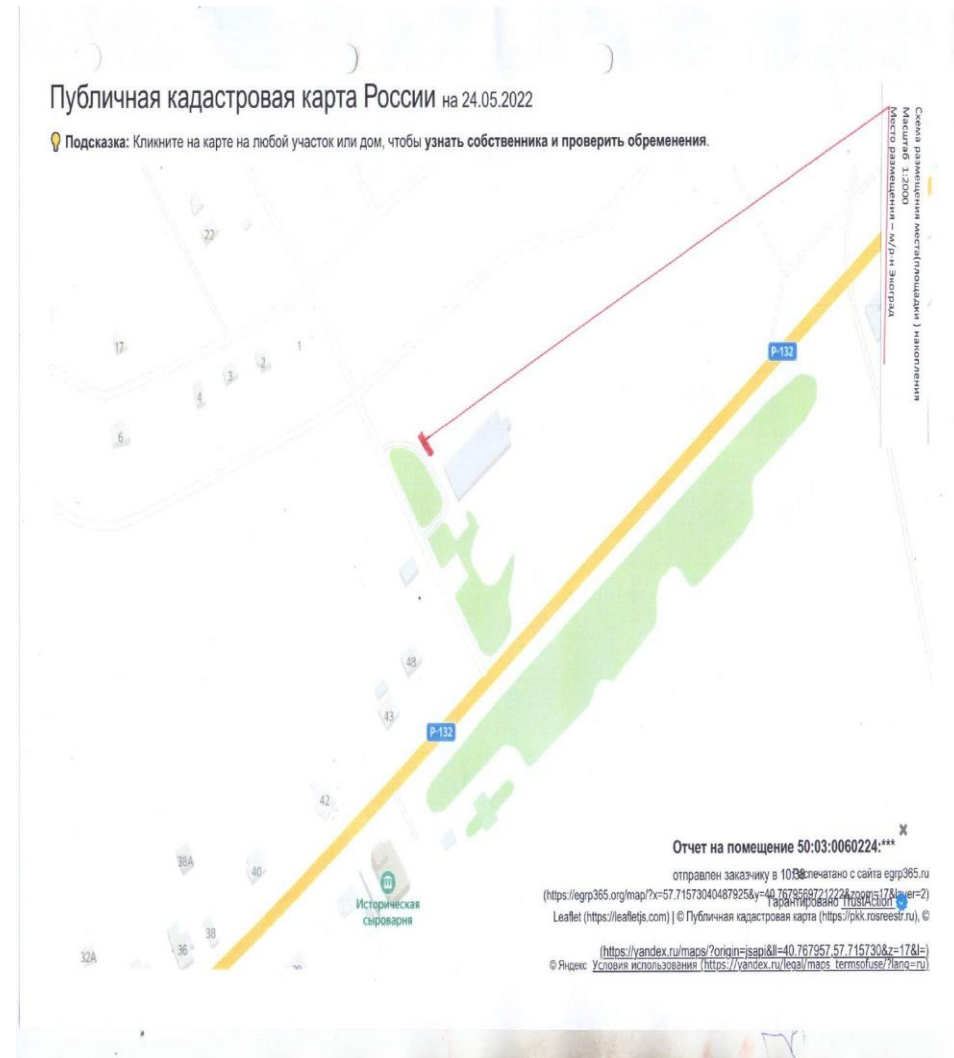 Публичная кадастровая карта России на 24.05.2022
Подсказка: Кликните на карте на любой участок или дом, чтобы узнать собственника и проверить обременения.
Схема размещения места(площадки ) накопления
Масштаб 1:2000
Место размещения – м/р-н Экоград
22
17
1
2
3
4
6
Р-132
48
43
Р-132
42
38А
40
Историческая
сыроварня
38
36
32А
Отчет на помещение 50:03:0060224:***
отправлен заказчику в
Распечатано с сайта egrp365.ru
(https://egrp365.org/map/?x=57.71573040487925&y=40.7679569721222&zoom=17&layer=2)
Гарантировано TrustAction
Leaflet (https://leafletjs.com) | © Публичная кадастровая карта (https://pkk.rosreestr.ru), ©
(https://yandex.ru/maps/?origin=jsapi&ll=40.767957,57.715730&z=17&l=)
© Яндекс Условия использования (https://yandex.ru/legal/maps_termsofuse/?lang=ru)